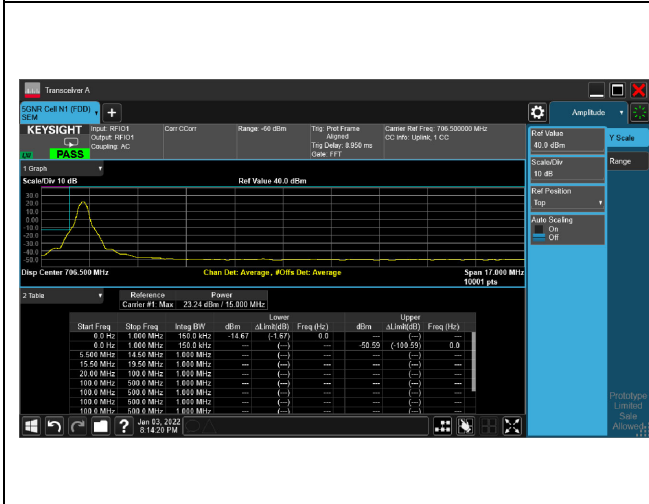 Transceiver A
5GNR Cell N1 (FDD)
SEM
Amplitude
KEYSIGHT
PASS
Input: RFIO1
Output: RFIO1
Coupling: AC
Corr CCorr
Range: -66 dBm
Trig: Prot Frame
Aligned
Trig Delay: 8.950 ms
Gate: FFT
Carrier Ref Freq: 706.500000 MHz
CC Info: Uplink, 1 CC
1 Graph
Scale/Div 10 dB
Ref Value 40.0 dBm
30.0
20.0
10.0
0.00
-10.0
-20.0
-30.0
-40.0
-50.0
Disp Center 706.500 MHz
Chan Det: Average , #Offs Det: Average
Span 17.000 MHz
10001 pts
2 Table
Reference Power
Carrier #1: Max 23.24 dBm / 15.000 MHz
Lower Upper
Start Freq Stop Freq Integ BW dBm ΔLimit(dB) Freq (Hz) dBm ΔLimit(dB) Freq (Hz)
0.0 Hz 1.000 MHz 150.0 kHz -14.67 (-1.67) 0.0 --- (---) ---
0.0 Hz 1.000 MHz 150.0 kHz --- (---) --- -50.59 (-100.59) 0.0
5.500 MHz 14.50 MHz 1.000 MHz --- (---) --- --- (---) ---
15.50 MHz 19.50 MHz 1.000 MHz --- (---) --- --- (---) ---
20.00 MHz 100.0 MHz 1.000 MHz --- (---) --- --- (---) ---
100.0 MHz 500.0 MHz 1.000 MHz --- (---) --- --- (---) ---
100.0 MHz 500.0 MHz 1.000 MHz --- (---) --- --- (---) ---
100.0 MHz 500.0 MHz 1.000 MHz --- (---) --- --- (---) ---
100.0 MHz 500.0 MHz 1.000 MHz --- (---) --- --- (---) ---
Ref Value
40.0 dBm
Scale/Div
10 dB
Ref Position
Top
Auto Scaling
On
Off
Y Scale
Range
Prototype
Limited
Sale
Allowed
Jan 03, 2022
8:14:20 PM